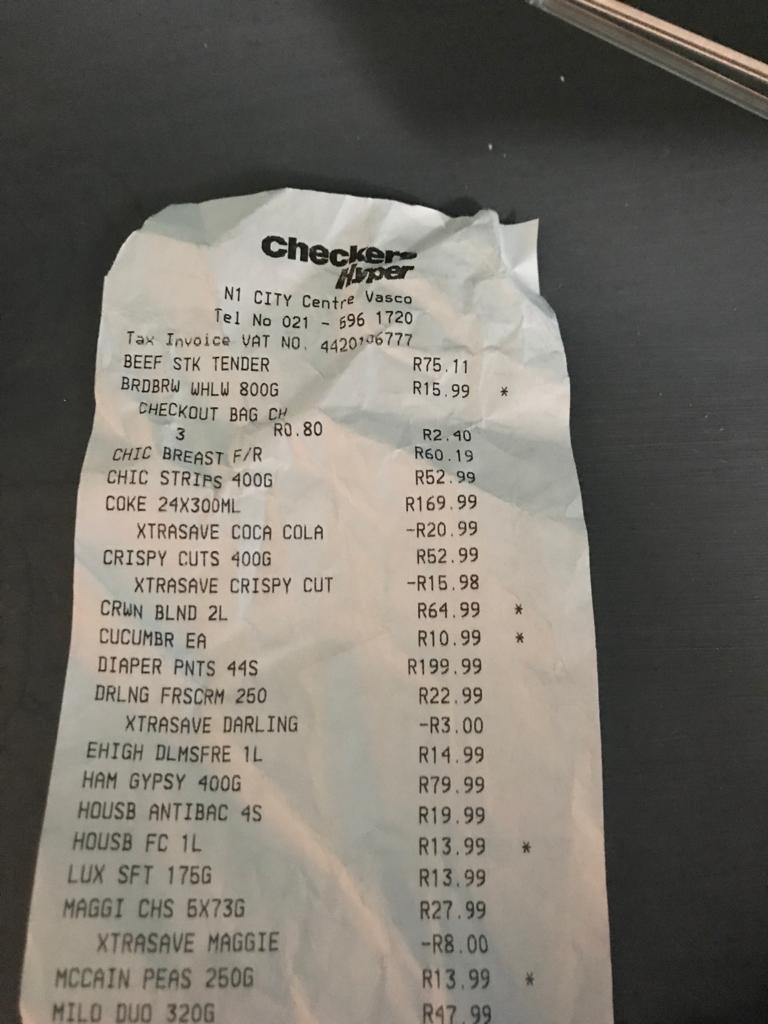 Checkers
Hyper
N1 CITY Centre Vasco
Tel No 021 - 596 1720
Tax Invoice VAT NO.
BEEF STK TENDER R75.11
BRDBRW WHLW 800G R15.99 *
CHECKOUT BAG CH
3 R0.80 R2.40
CHIC BREAST F/R R60.19
CHIC STRIPS 400G R52.99
COKE 24X300ML R169.99
XTRASAVE COCA COLA -R20.99
CRISPY CUTS 400G R52.99
XTRASAVE CRISPY CUT -R15.98
CRWN BLND 2L R64.99 *
CUCUMBR EA R10.99 *
DIAPER PNTS 44S R199.99
DRLNG FRSCRM 250 R22.99
XTRASAVE DARLING -R3.00
EHIGH DLMSFRE 1L R14.99
HAM GYPSY 400G R79.99
HOUSB ANTIBAC 4S R19.99
HOUSB FC 1L R13.99 *
LUX SFT 175G R13.99
MAGGI CHS 5X73G R27.99
XTRASAVE MAGGIE -R8.00
MCCAIN PEAS 250G R13.99 *
MILO DUO 320G R47.99